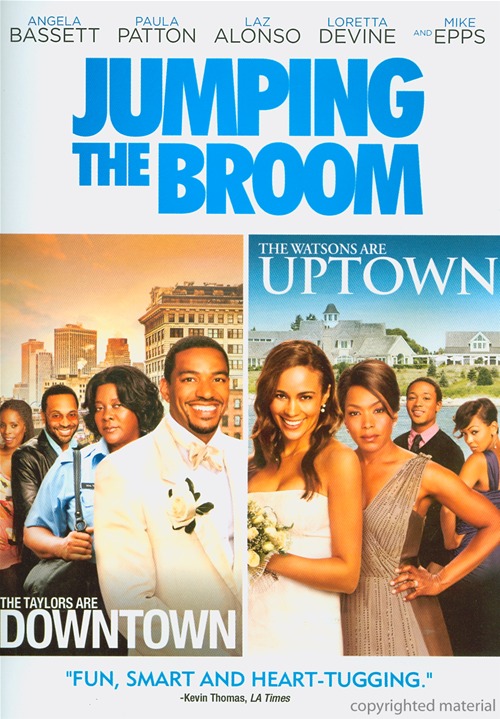 ANGELA PAULA LAZ LORETTA MIKE
BASSETT PATTON ALONSO DEVINE AND EPPS
JUMPING
THE BROOM
THE WATSONS ARE
UPTOWN
THE TAYLORS ARE
DOWNTOWN
"FUN, SMART AND HEART-TUGGING."
-Kevin Thomas, LA Times
copyrighted material